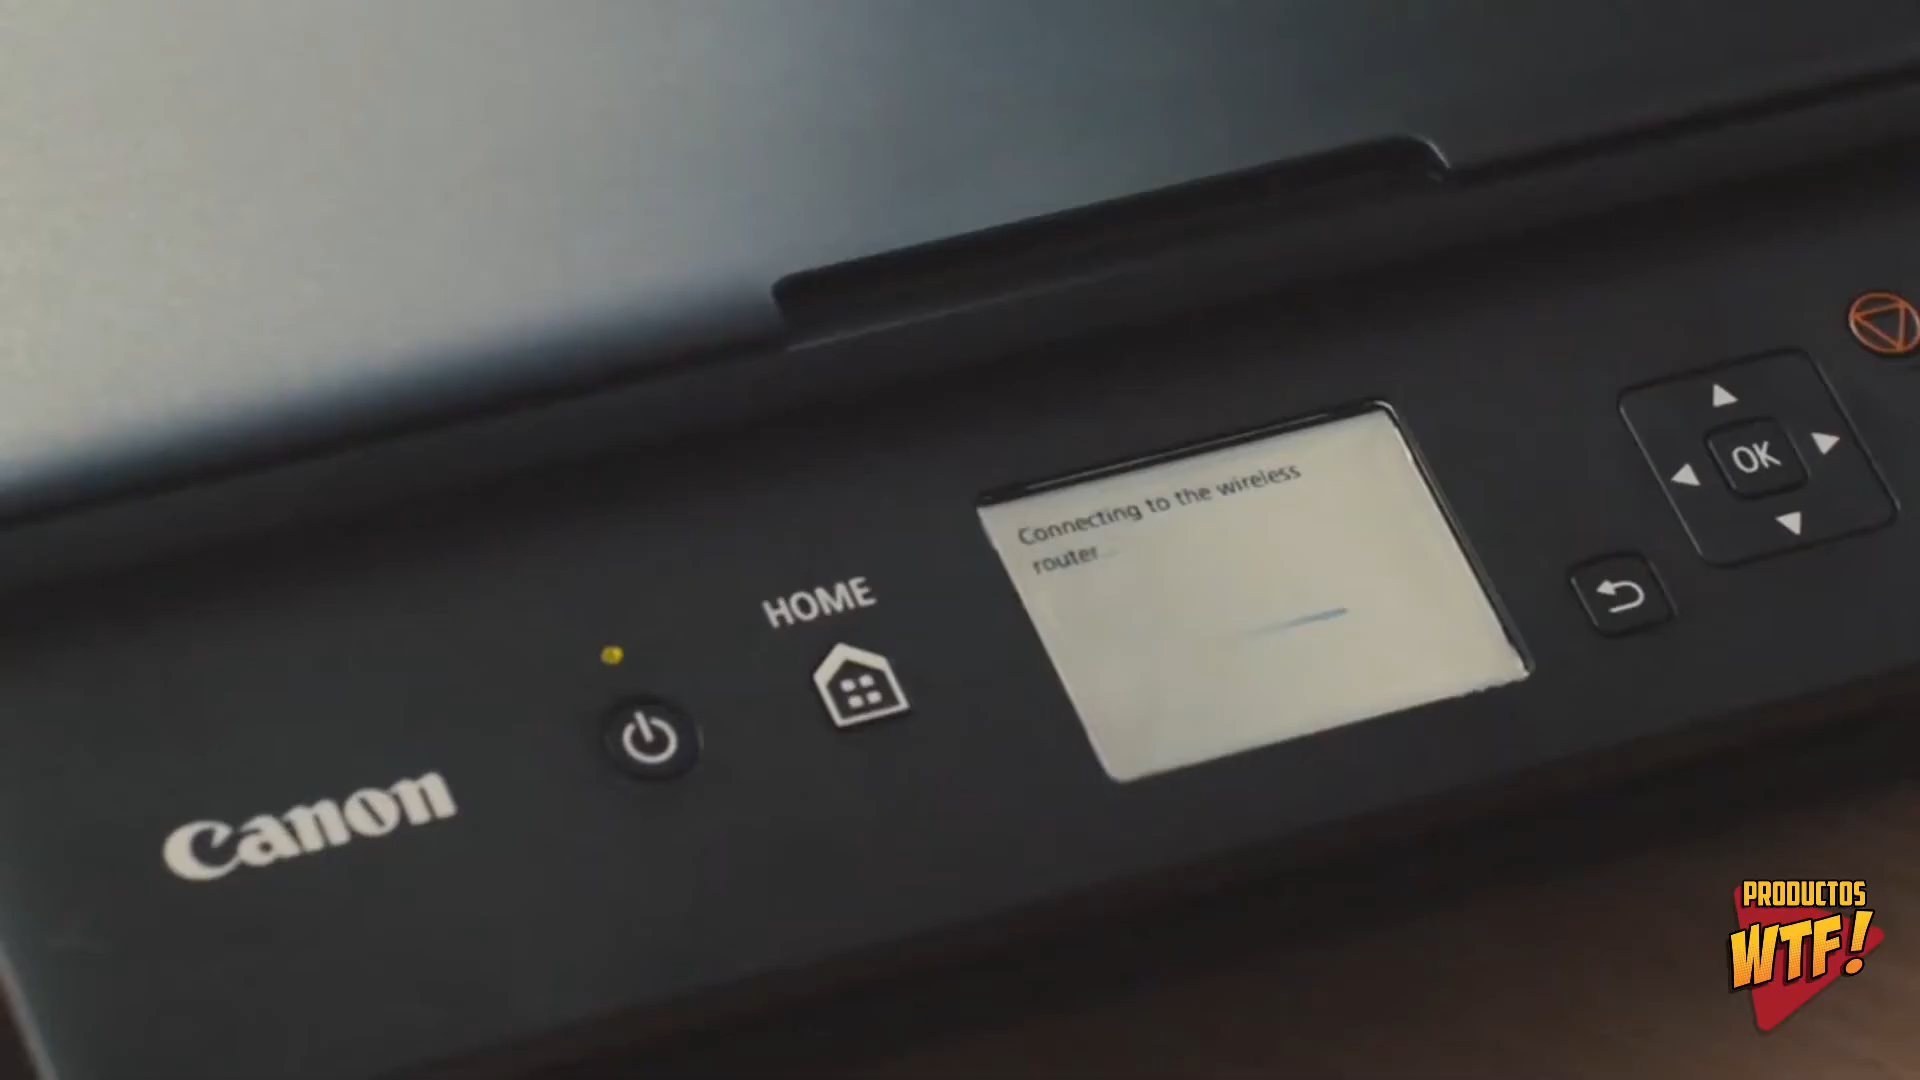 Connecting to the wireless
router...
OK
HOME
Canon
PRODUCTOS
WTF!